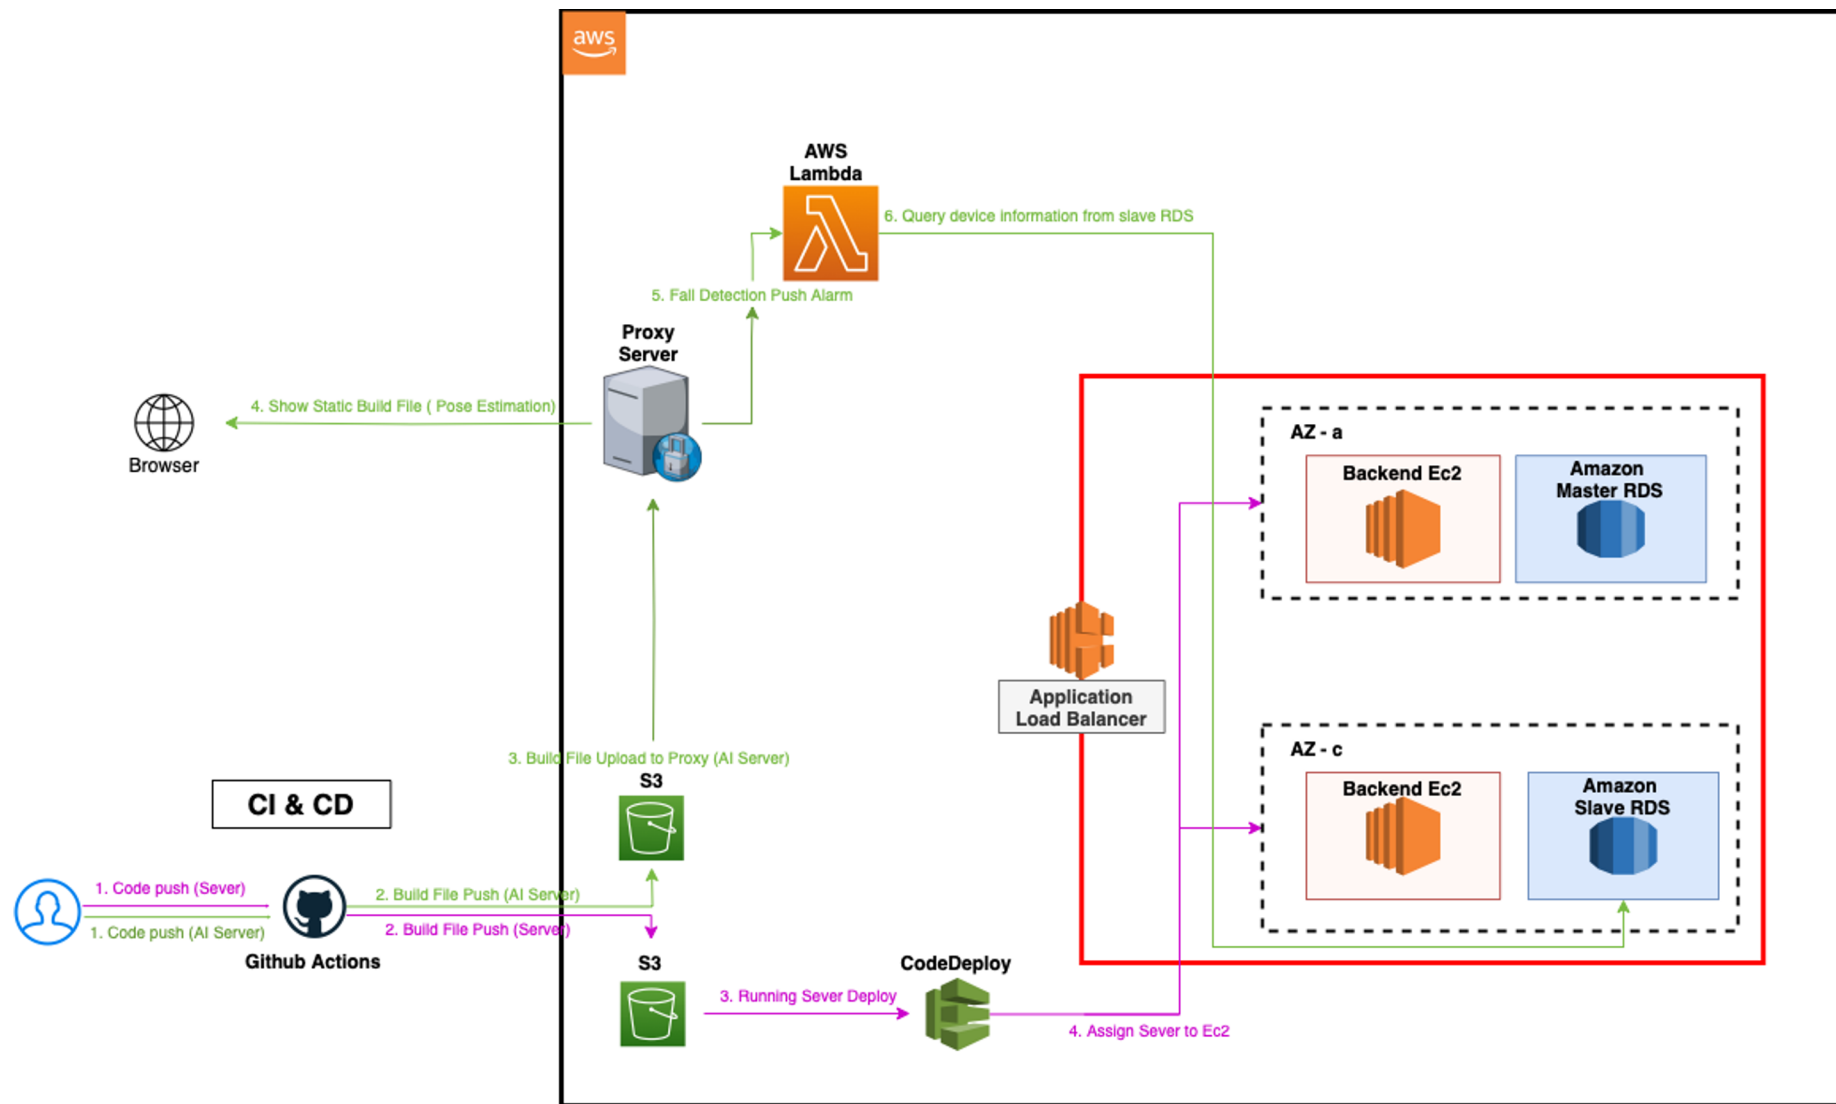 aws
AWS
Lambda
6. Query device information from slave RDS
5. Fall Detection Push Alarm
Proxy
Server
4. Show Static Build File ( Pose Estimation)
Browser
AZ - a
Backend Ec2
Amazon
Master RDS
Application
Load Balancer
AZ - c
Backend Ec2
Amazon
Slave RDS
3. Build File Upload to Proxy (AI Server)
S3
CI & CD
1. Code push (Sever)
2. Build File Push (AI Server)
1. Code push (AI Server)
2. Build File Push (Server)
Github Actions
S3
CodeDeploy
3. Running Sever Deploy
4. Assign Sever to Ec2